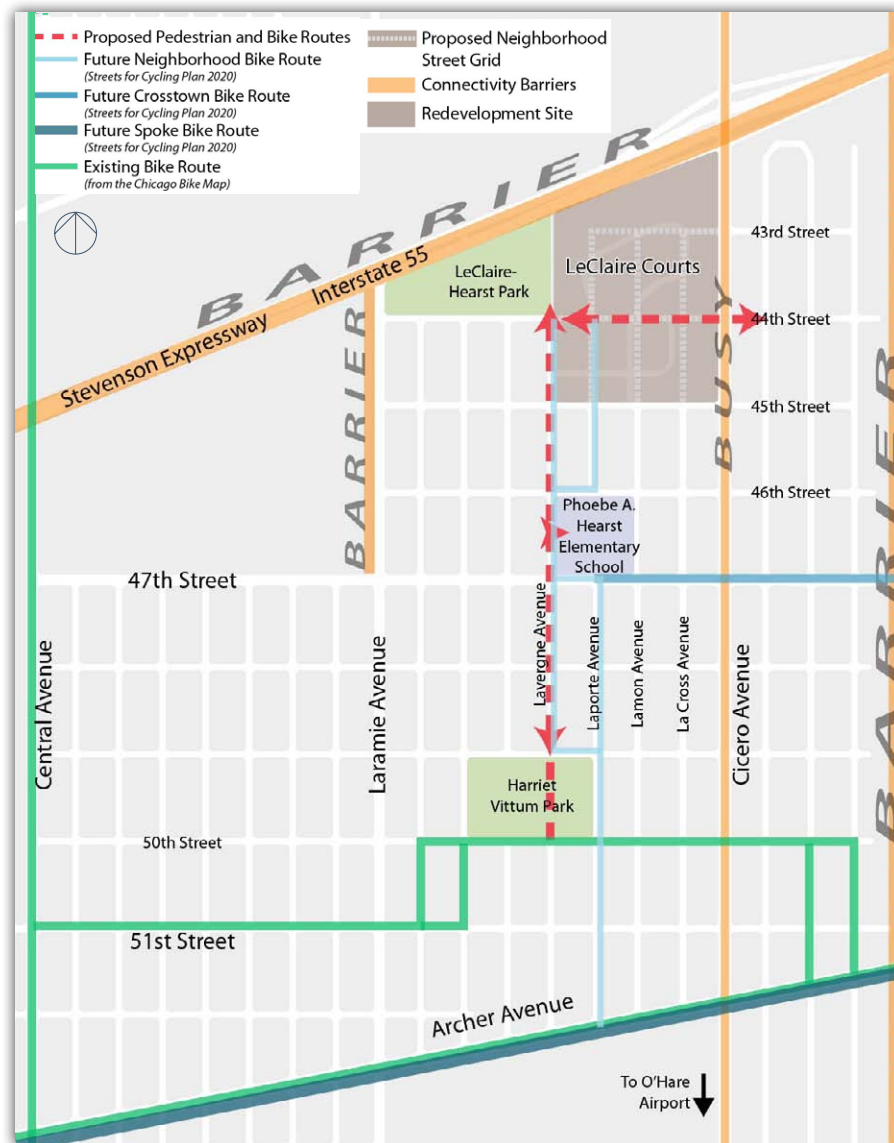 Proposed Pedestrian and Bike Routes
Future Neighborhood Bike Route
(Streets for Cycling Plan 2020)
Future Crosstown Bike Route
(Streets for Cycling Plan 2020)
Future Spoke Bike Route
(Streets for Cycling Plan 2020)
Existing Bike Route
(from the Chicago Bike Map)
Proposed Neighborhood
Street Grid
Connectivity Barriers
Redevelopment Site
BARRIER
Stevenson Expressway
Interstate 55
LeClaire-
Hearst Park
LeClaire Courts
43rd Street
44th Street
45th Street
46th Street
BARRIER
BUSY
BARRIER
Phoebe A.
Hearst
Elementary
School
47th Street
Central Avenue
Laramie Avenue
Lavergne Avenue
Laporte Avenue
Lamon Avenue
La Cross Avenue
Cicero Avenue
Harriet
Vittum Park
50th Street
51st Street
Archer Avenue
To O'Hare
Airport